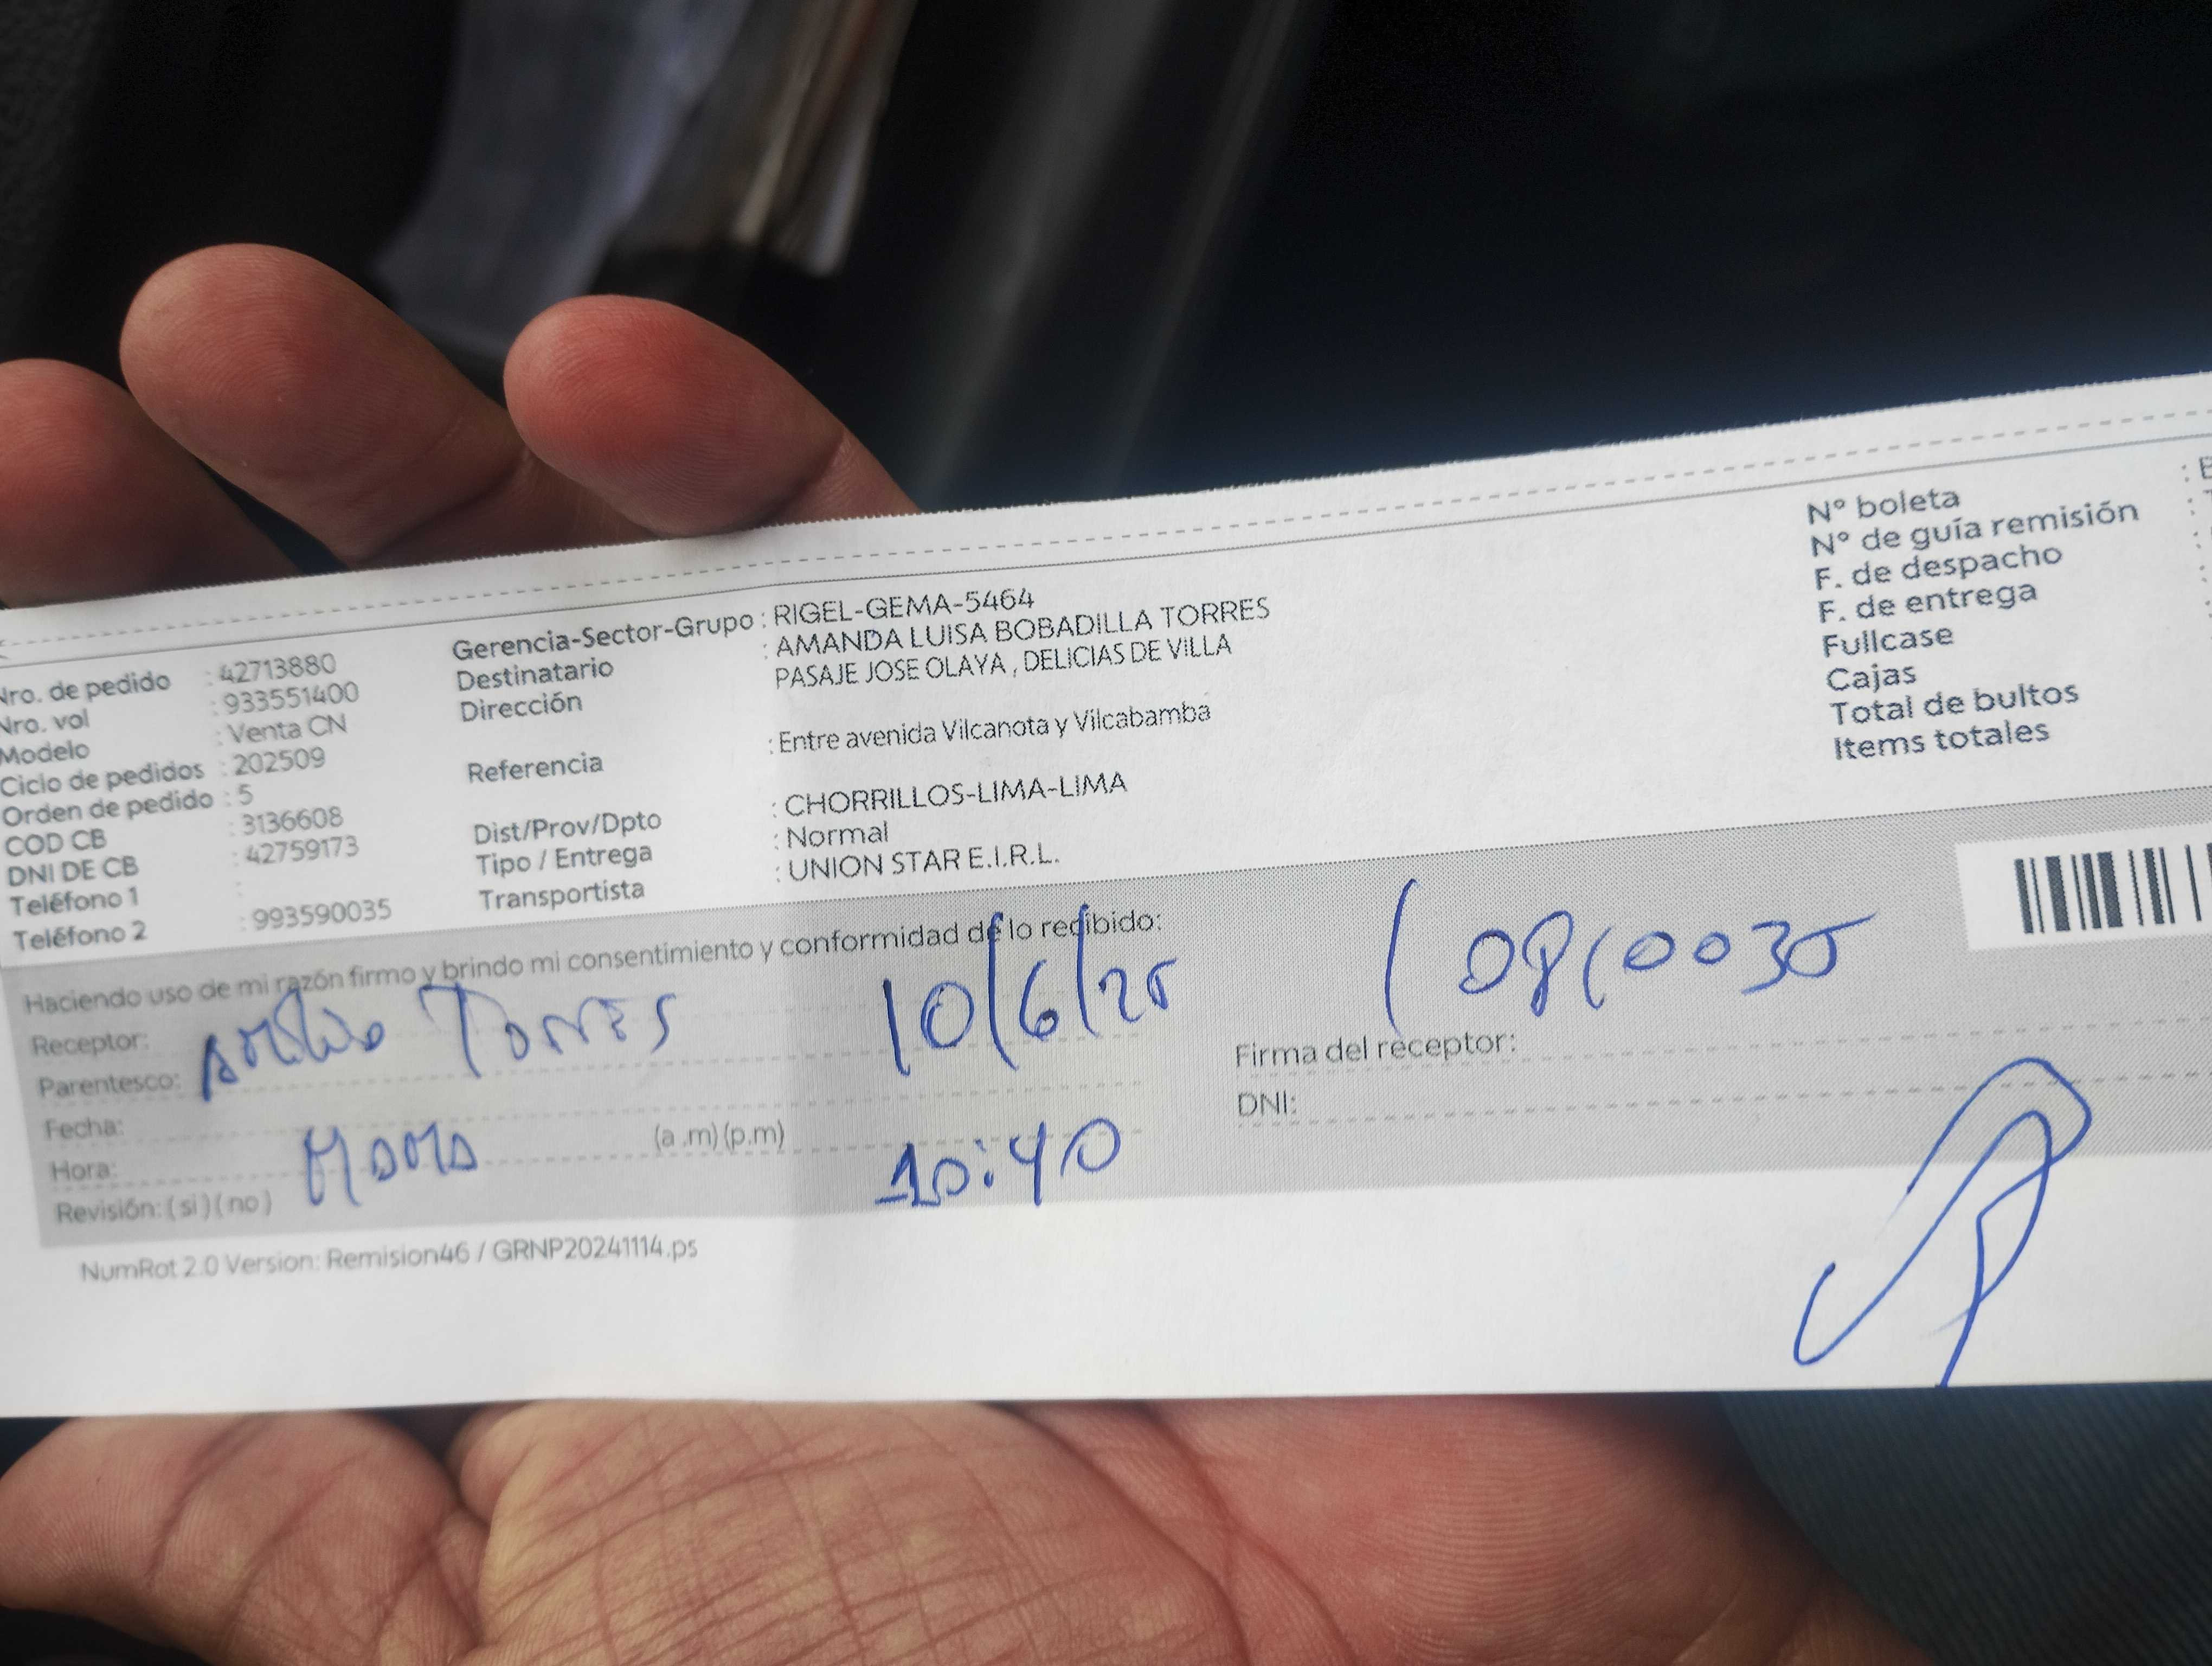 Nro. de pedido : 42713880
Nro. vol : 933551400
Modelo : Venta CN
Ciclo de pedidos : 202509
Orden de pedido : 5
COD CB : 3136608
DNI DE CB : 42759173
Teléfono 1 :
Teléfono 2 : 993590035
Gerencia-Sector-Grupo : RIGEL-GEMA-5464
Destinatario : AMANDA LUISA BOBADILLA TORRES
Dirección PASAJE JOSE OLAYA , DELICIAS DE VILLA
Referencia : Entre avenida Vilcanota y Vilcabamba
Dist/Prov/Dpto : CHORRILLOS-LIMA-LIMA
Tipo / Entrega : Normal
Transportista : UNION STAR E.I.R.L.
N° boleta
N° de guía remisión
F. de despacho
F. de entrega
Fullcase
Cajas
Total de bultos
Items totales
Haciendo uso de mi razón firmo y brindo mi consentimiento y conformidad de lo recibido:
Receptor: Torres
Parentesco:
Fecha: 10/6/25
Hora: (a .m) (p.m) 10:40
Revisión: ( si ) ( no )
Firma del receptor:
DNI:
NumRot 2.0 Version: Remision46 / GRNP20241114.ps